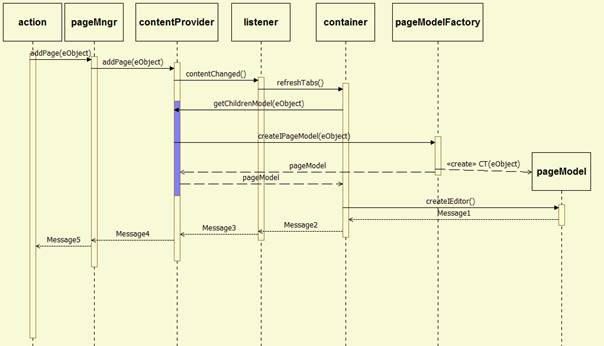 action
pageMngr
contentProvider
listener
container
pageModelFactory
addPage(eObject)
addPage(eObject)
contentChanged()
refreshTabs()
getChildrenModel(eObject)
createIPageModel(eObject)
pageModel
«create» CT(eObject)
pageModel
pageModel
createIEditor()
Message1
Message2
Message3
Message4
Message5